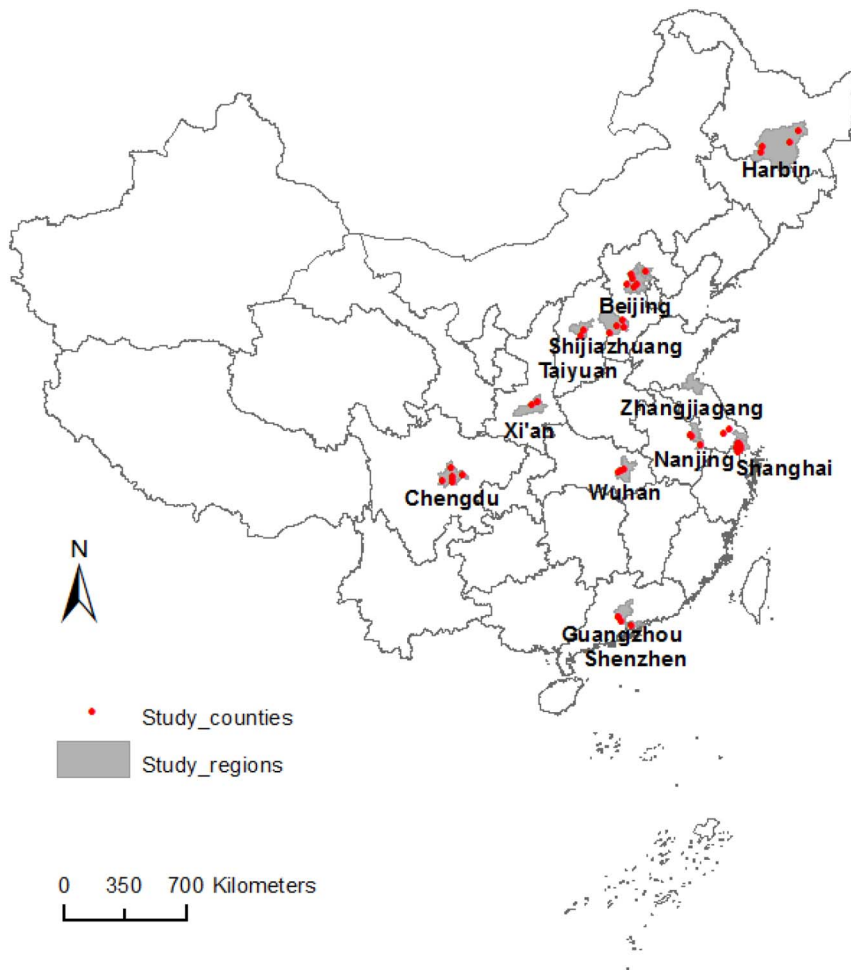 Harbin
Beijing
Shijiazhuang
Taiyuan
Zhangjiagang
Xi'an
Nanjing
Shanghai
Chengdu
Wuhan
N
Guangzhou
Shenzhen
Study_counties
Study_regions
0 350 700 Kilometers